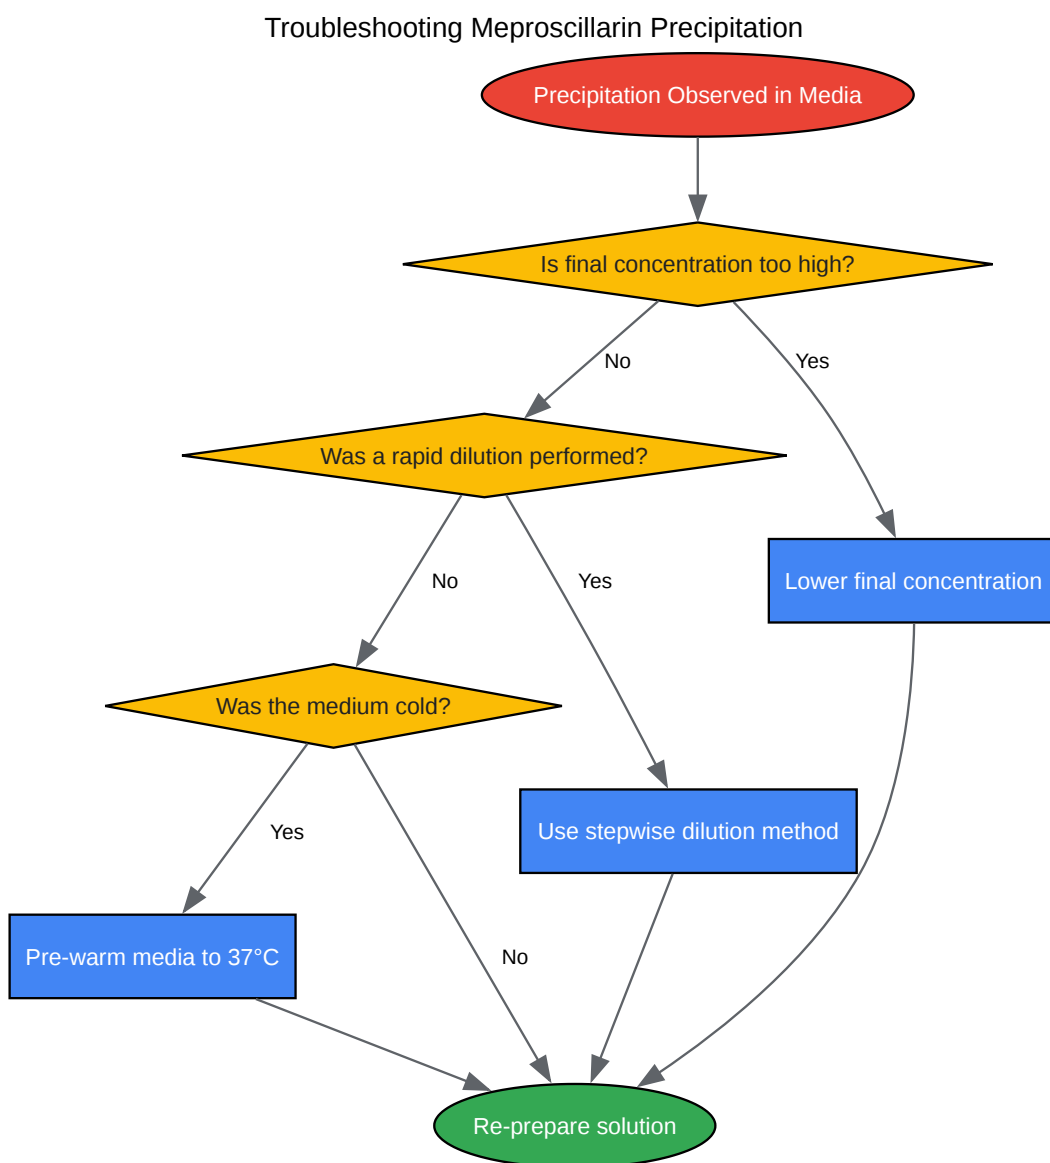 Troubleshooting Meproscillarin Precipitation
Precipitation Observed in Media
Is final concentration too high?
No
Yes
Was a rapid dilution performed?
No
Yes
Lower final concentration
Was the medium cold?
Yes
Use stepwise dilution method
Pre-warm media to 37°C
No
Re-prepare solution